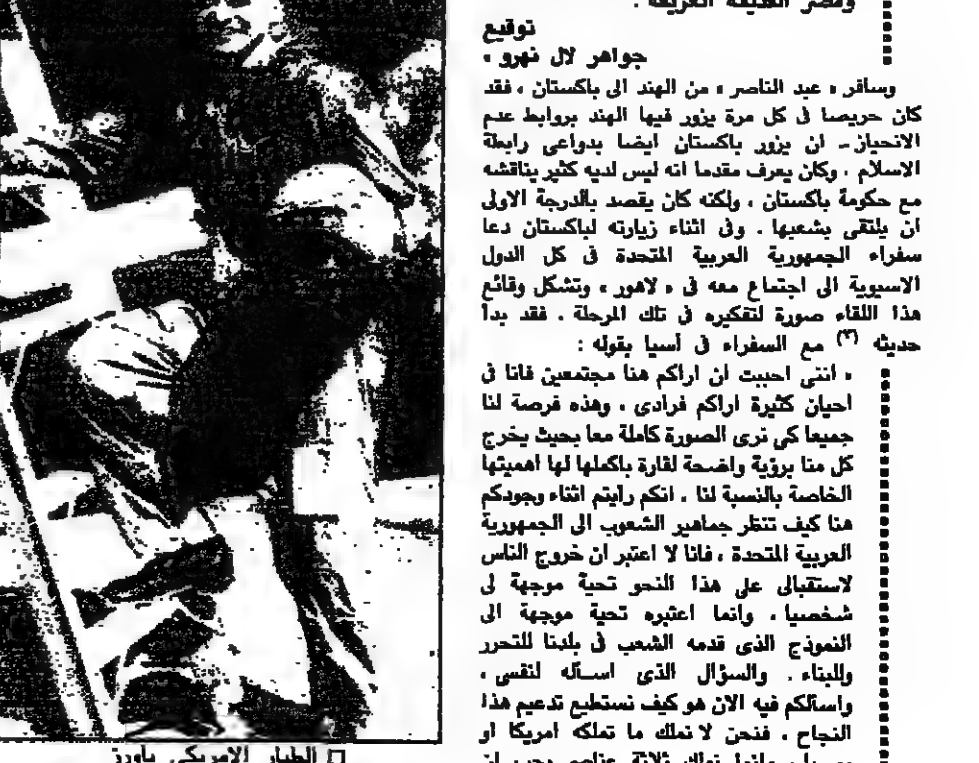 ومصر الصديقة العريقة .
توقيع
جواهر لال نهرو »
وسافر « عبد الناصر » من الهند الى باكستان ، فقد
كان حريصا فى كل مرة يزور فيها الهند بروابط عدم
الانحياز ـ ان يزور باكستان ايضا بدواعى رابطة
الاسلام . وكان يعرف مقدما انه ليس لديه كثير يناقشه
مع حكومة باكستان ، ولكنه كان يقصد بالدرجة الاولى
ان يلتقى بشعبها . وفى اثناء زيارته لباكستان دعا
سفراء الجمهورية العربية المتحدة فى كل الدول
الاسيوية الى اجتماع معه فى « لاهور » وتشكل وقائع
هذا اللقاء صورة لتفكيره فى تلك المرحلة . فقد بدأ
حديثه (٣) مع السفراء فى آسيا بقوله :
« اننى احببت ان اراكم هنا مجتمعين فانا فى
احيان كثيرة اراكم فرادى ، وهذه فرصة لنا
جميعا كى نرى الصورة كاملة معا بحيث يخرج
كل منا برؤية واضحة لقارة باكملها لها اهميتها
الخاصة بالنسبة لنا . انكم رايتم اثناء وجودكم
هنا كيف تنظر جماهير الشعوب الى الجمهورية
العربية المتحدة ، فانا لا اعتبر ان خروج الناس
لاستقبالى على هذا النحو تحية موجهة لى
شخصيا ، وانما اعتبره تحية موجهة الى
النموذج الذى قدمه الشعب فى بلدنا للتحرر
وللبناء . والسؤال الذى اسأله لنفسى ،
واسألكم فيه الان هو كيف نستطيع تدعيم هذا
النجاح . فنحن لا نملك ما تملكه امريكا او
وانما نملك ثلاثة عناصر يجب ان
□ الطيار الامريكى باورز